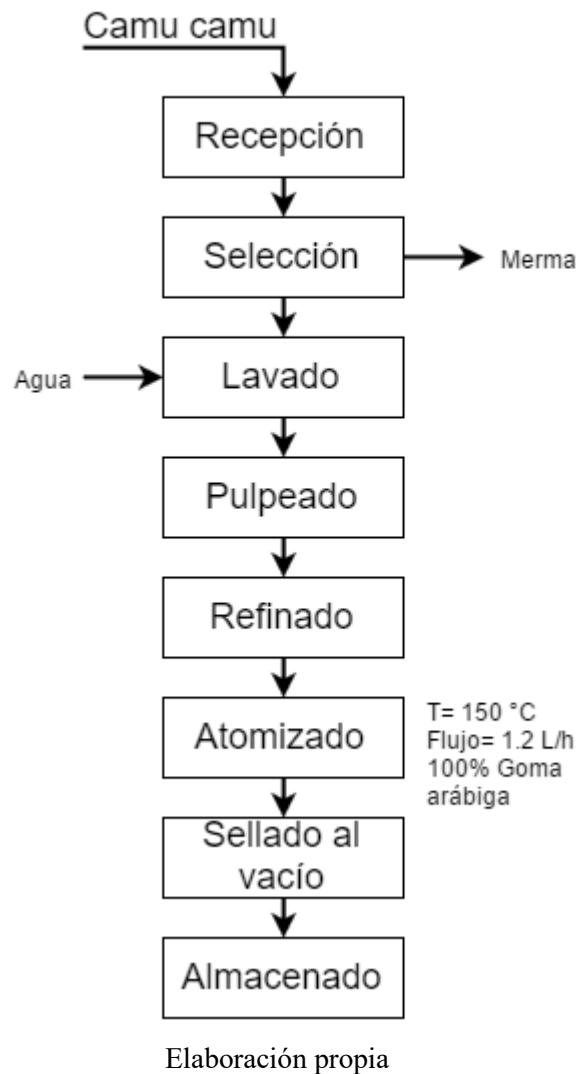 Camu camu
Recepción
Selección
Merma
Agua
Lavado
Pulpeado
Refinado
Atomizado
T= 150 °C
Flujo= 1.2 L/h
100% Goma
arábiga
Sellado al
vacío
Almacenado
Elaboración propia